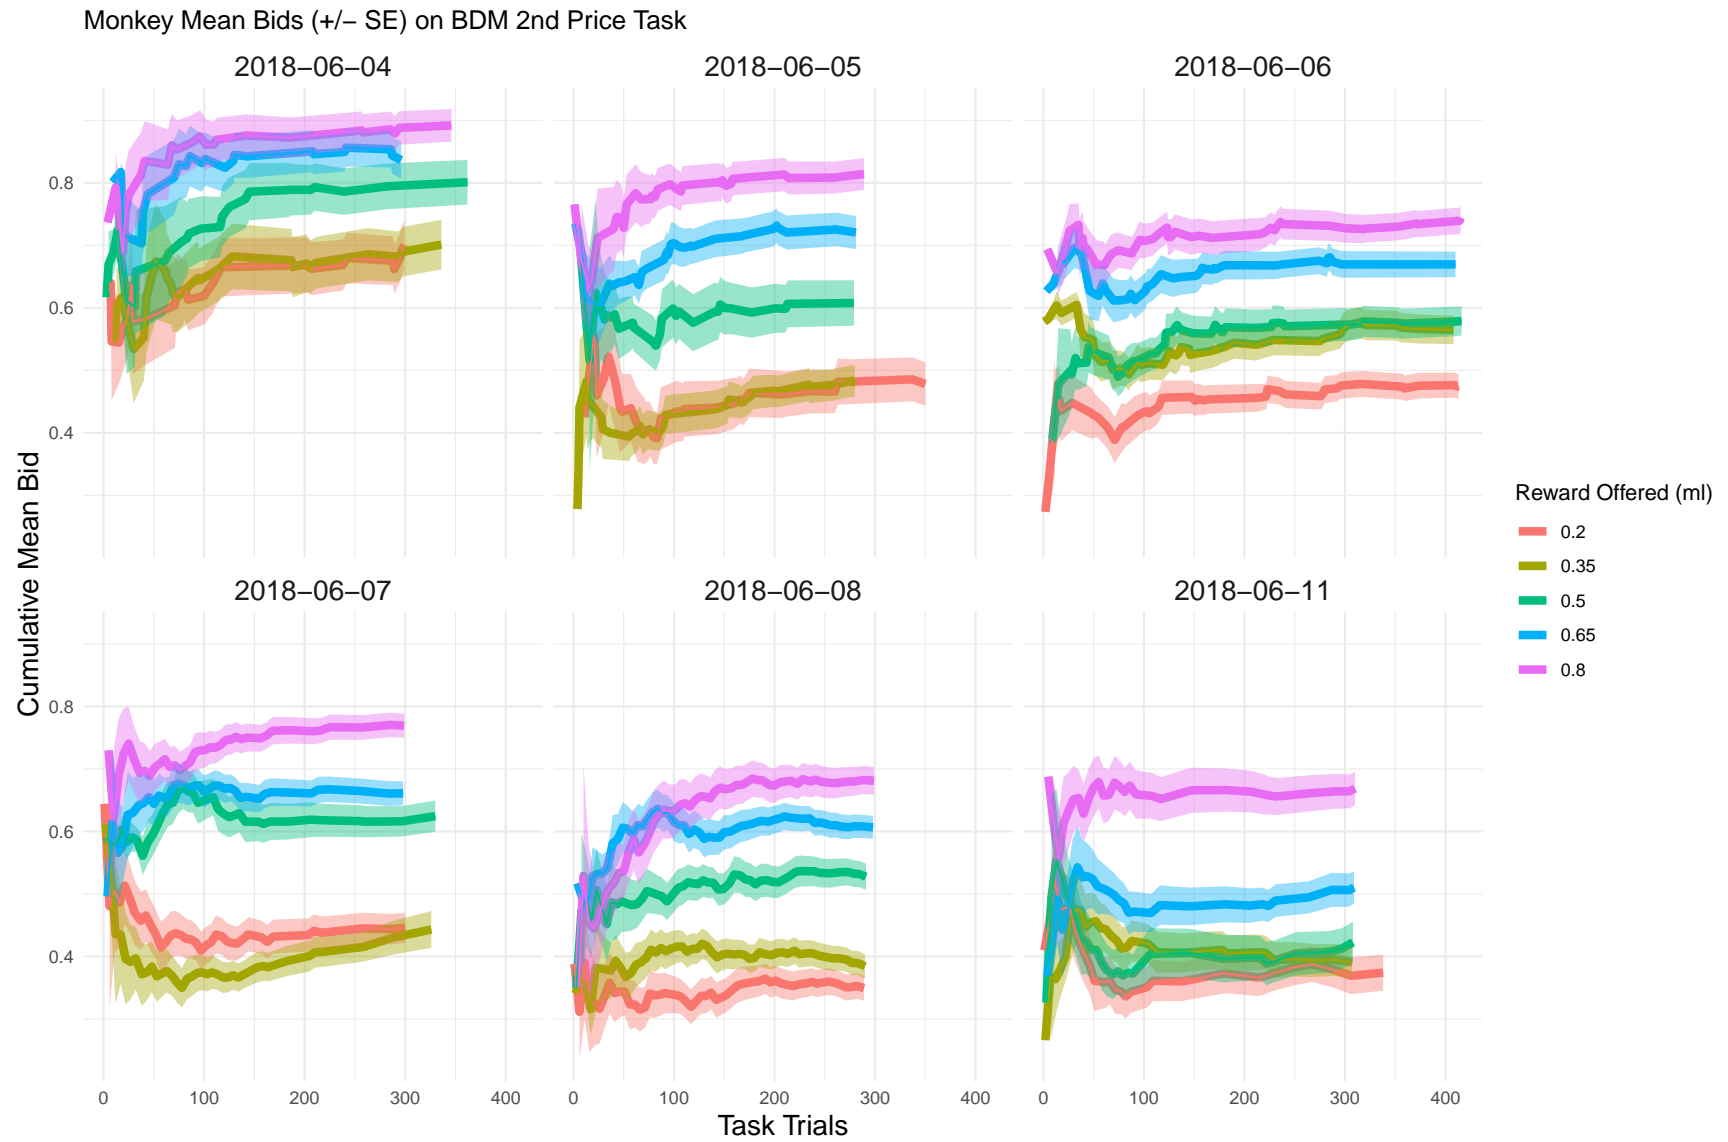 Monkey Mean Bids (+/− SE) on BDM 2nd Price Task
2018−06−04
2018−06−05
2018−06−06
0.8
0.6
0.4
2018−06−07
2018−06−08
2018−06−11
0.8
0.6
0.4
0 100 200 300 400
0 100 200 300 400
0 100 200 300 400
Task Trials
Cumulative Mean Bid
Reward Offered (ml)
0.2
0.35
0.5
0.65
0.8